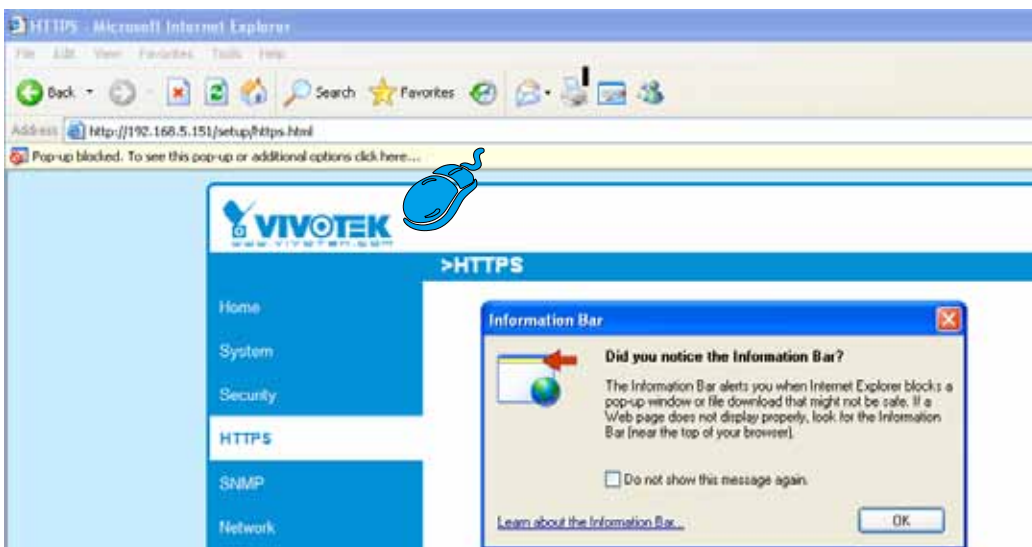 HTTPS - Microsoft Internet Explorer
File Edit View Favorites Tools Help
Back Search Favorites
Address http://192.168.5.151/setup/https.html
Pop-up blocked. To see this pop-up or additional options click here...
VIVOTEK
www.vivotek.com
>HTTPS
Home
System
Security
HTTPS
SNMP
Network
Information Bar
Did you notice the Information Bar?
The Information Bar alerts you when Internet Explorer blocks a
pop-up window or file download that might not be safe. If a
Web page does not display properly, look for the Information
Bar (near the top of your browser).
Do not show this message again.
Learn about the Information Bar...
OK